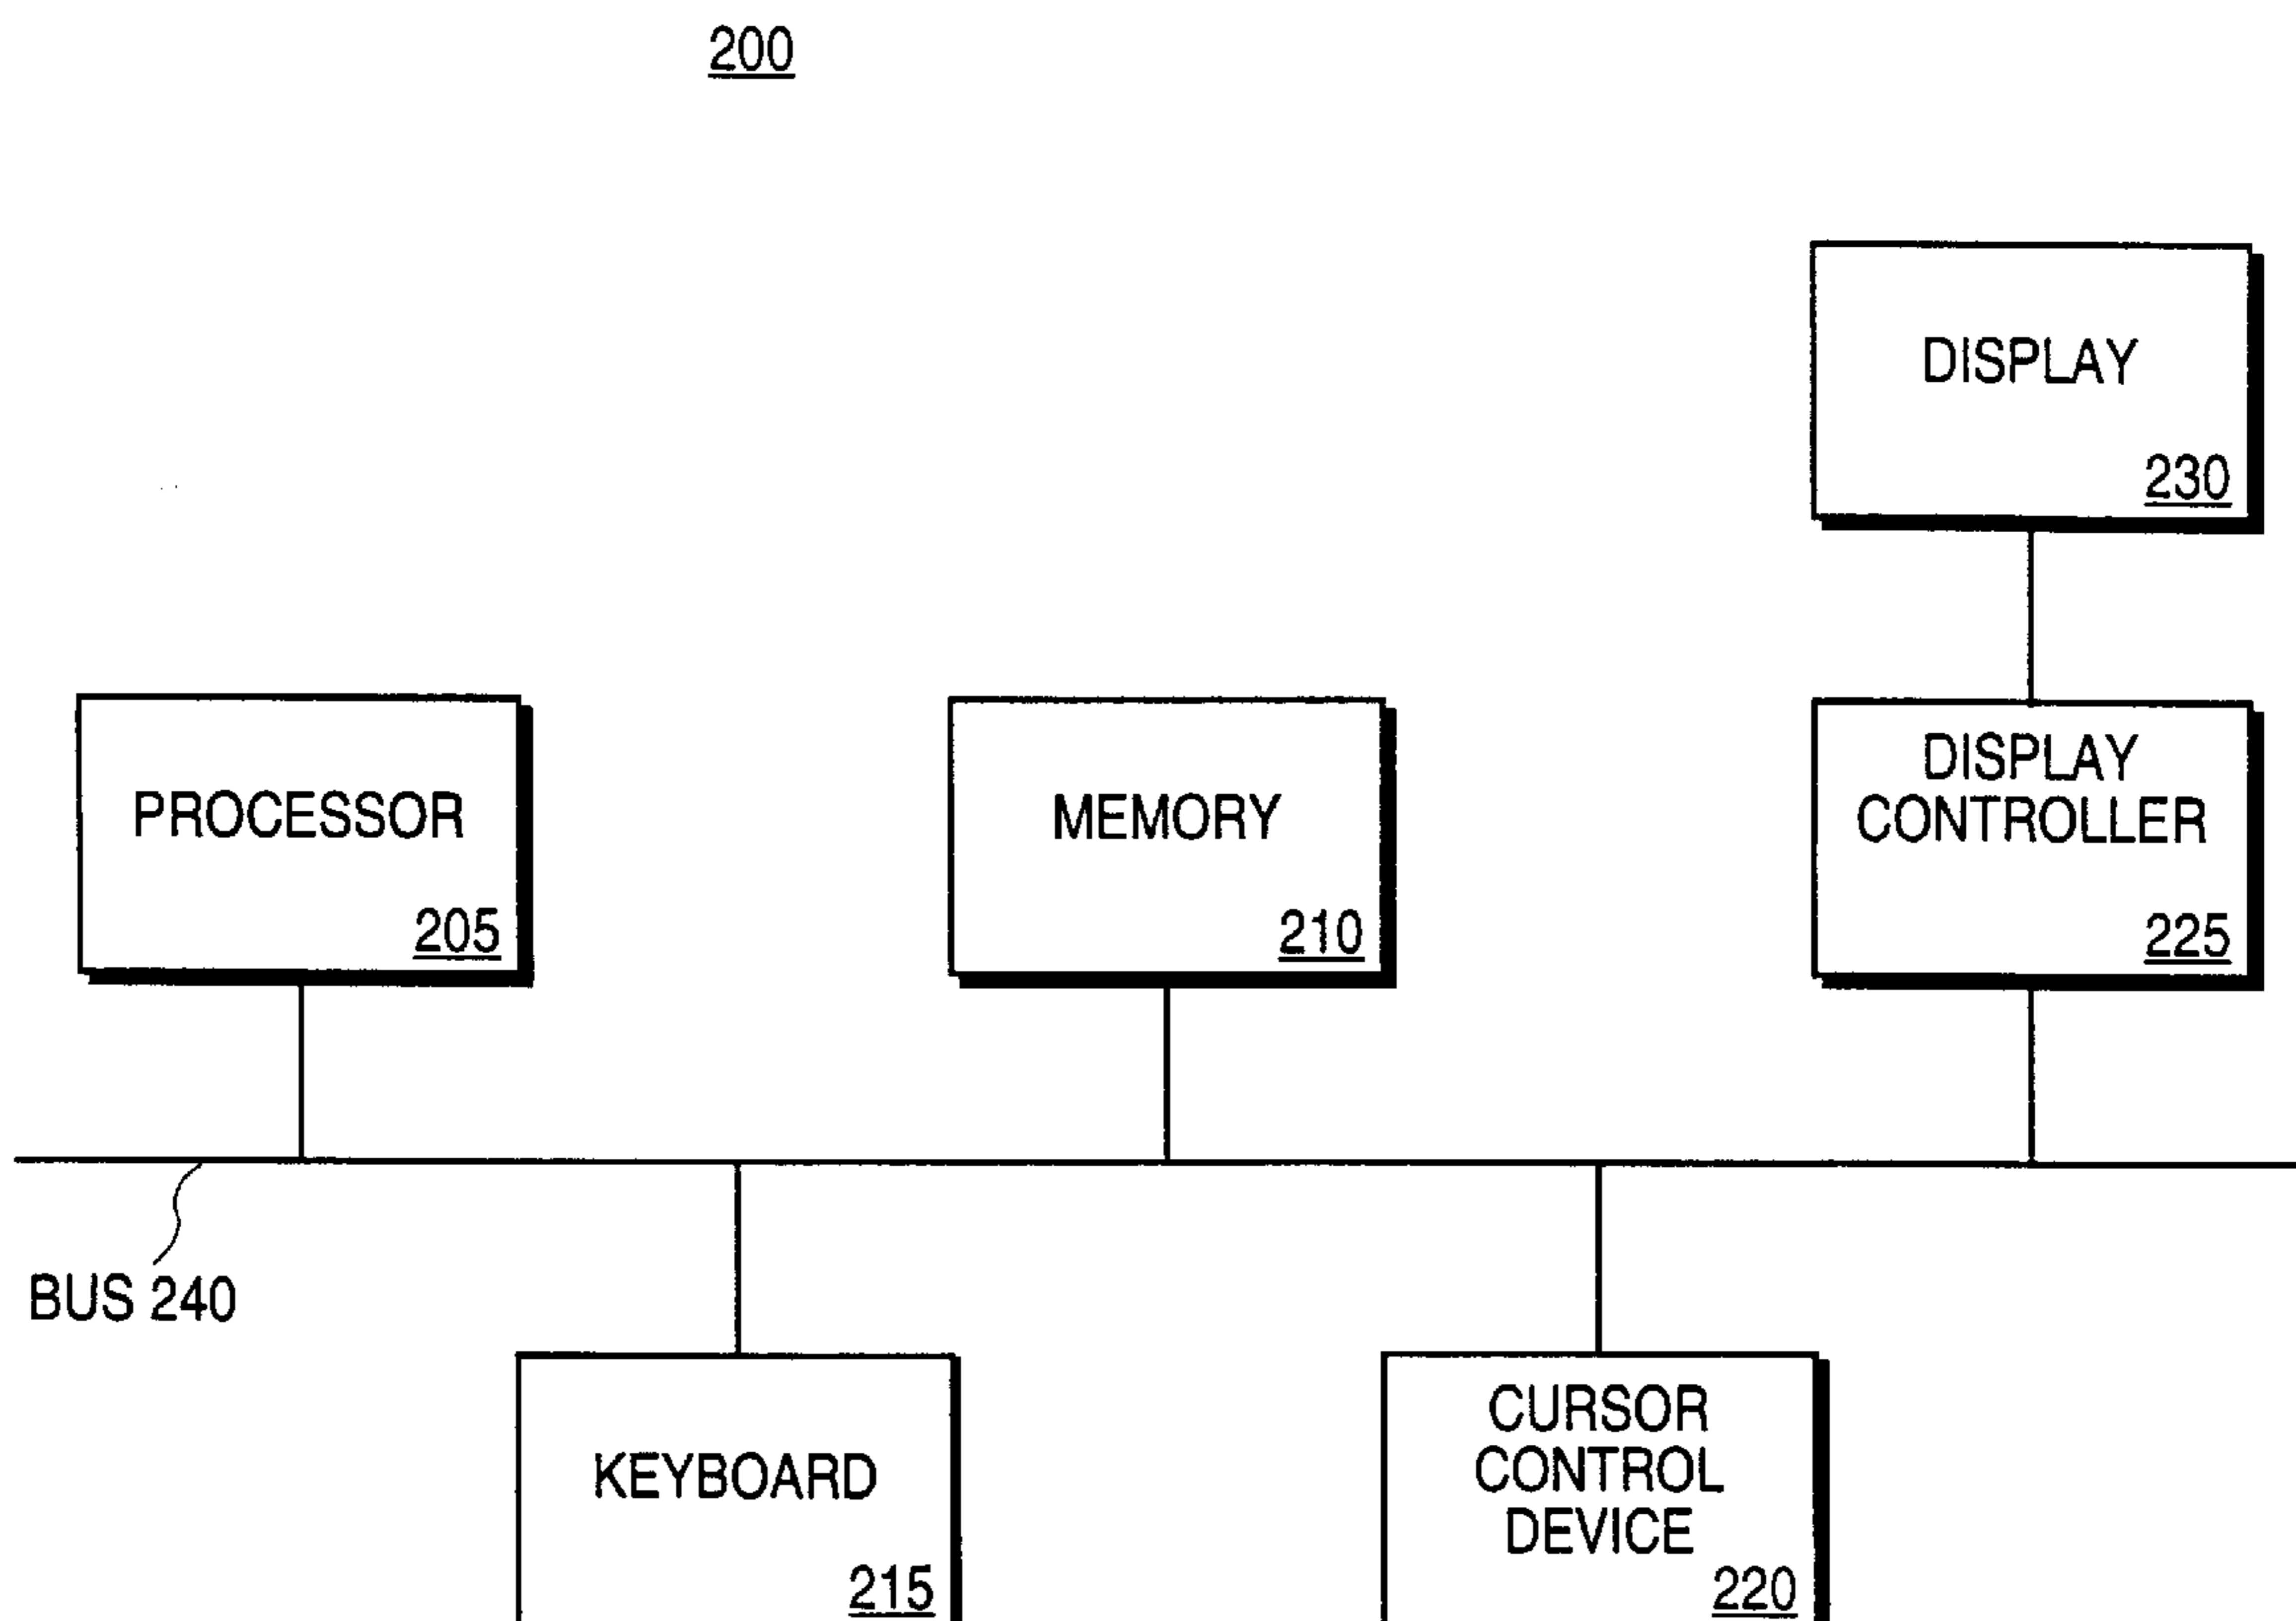 200
DISPLAY
230
PROCESSOR
205
MEMORY
210
DISPLAY
CONTROLLER
225
BUS 240
KEYBOARD
215
CURSOR
CONTROL
DEVICE
220